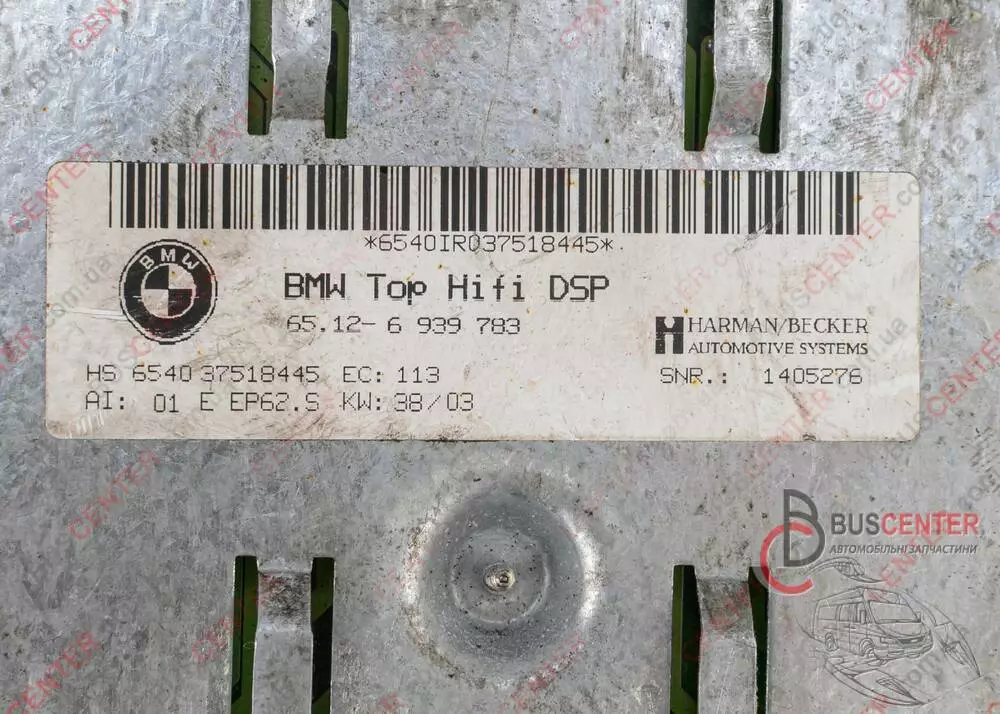 *6540IR037518445*
BMW
BMW Top Hifi DSP
65.12- 6 939 783
HARMAN/BECKER
AUTOMOTIVE SYSTEMS
HS 6540 37518445 EC: 113
SNR.: 1405276
AI: 01 E EP62.S KW: 38/03
BUSCENTER
АВТОМОБІЛЬНІ ЗАПЧАСТИНИ